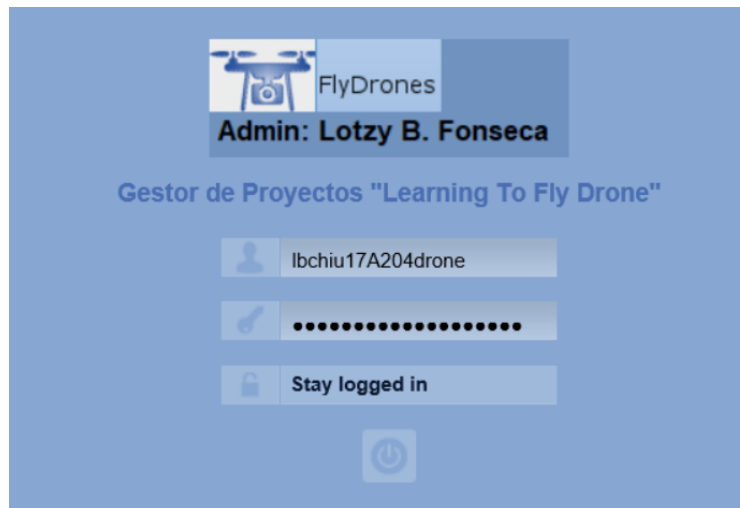 FlyDrones
Admin: Lotzy B. Fonseca
Gestor de Proyectos "Learning To Fly Drone"
lbchiu17A204drone
•••••••••••••••••••
Stay logged in